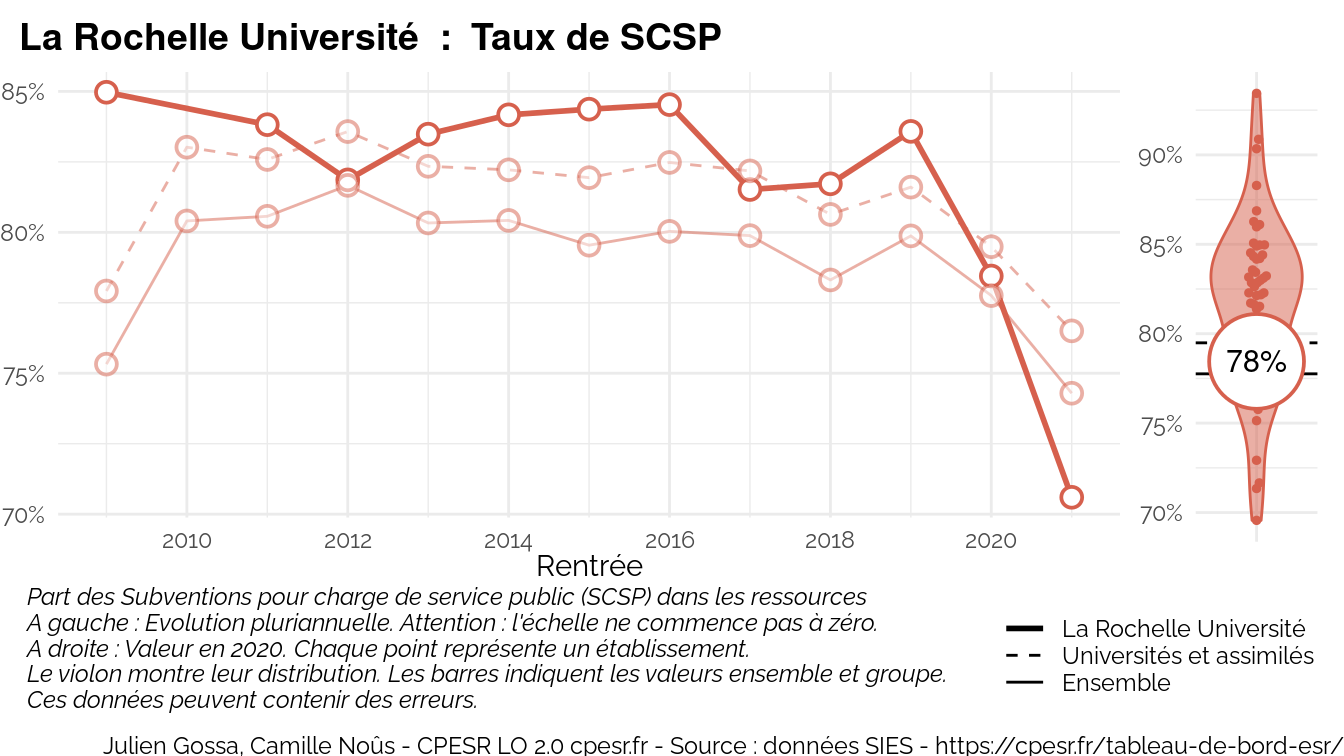 La Rochelle Université : Taux de SCSP
85%
80%
75%
70%
2010 2012 2014 2016 2018 2020
Rentrée
90%
85%
80%
75%
70%
78%
Part des Subventions pour charge de service public (SCSP) dans les ressources
A gauche : Evolution pluriannuelle. Attention : l'échelle ne commence pas à zéro.
A droite : Valeur en 2020. Chaque point représente un établissement.
Le violon montre leur distribution. Les barres indiquent les valeurs ensemble et groupe.
Ces données peuvent contenir des erreurs.
La Rochelle Université
Universités et assimilés
Ensemble
Julien Gossa, Camille Noûs - CPESR LO 2.0 cpesr.fr - Source : données SIES - https://cpesr.fr/tableau-de-bord-esr/